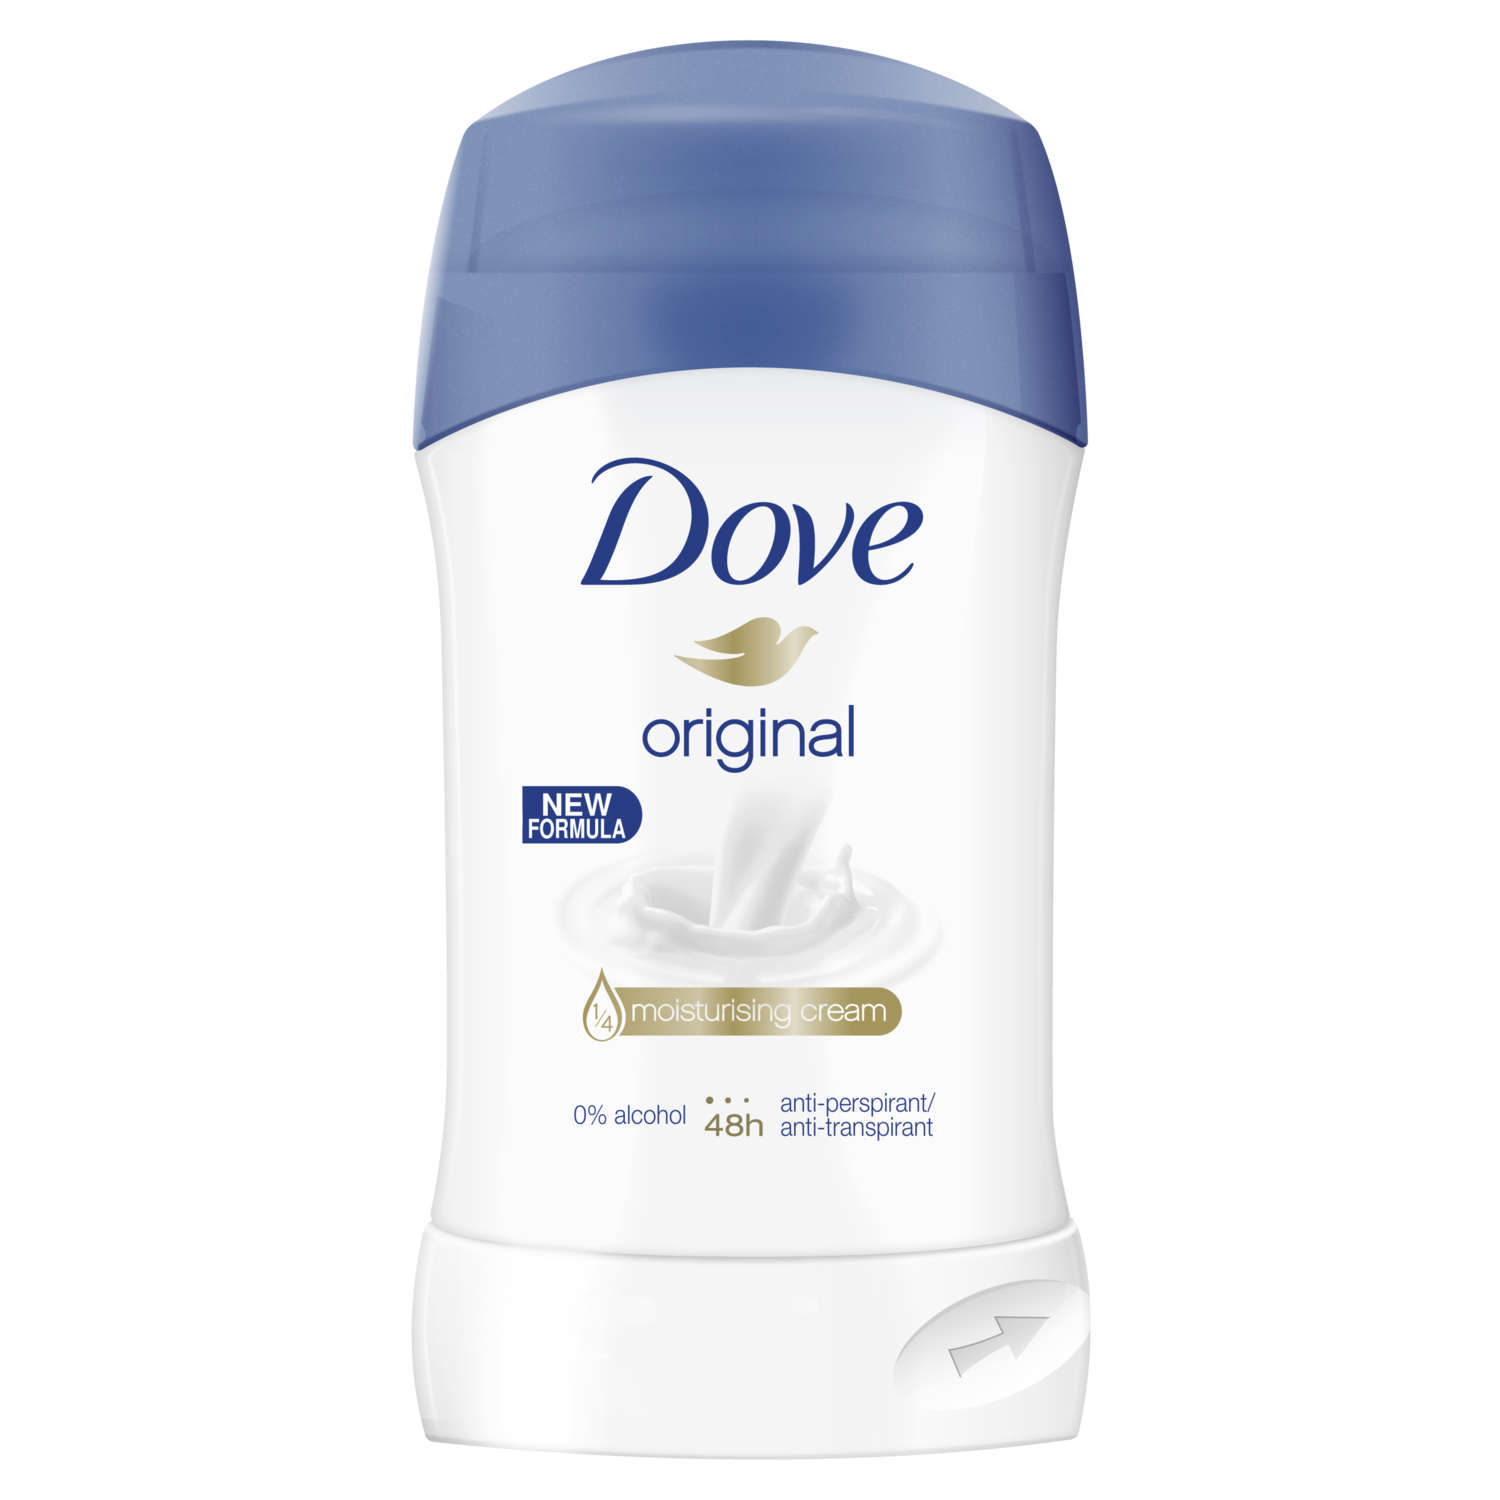 Dove
original
NEW
FORMULA
1/4 moisturising cream
0% alcohol
48h
anti-perspirant/
anti-transpirant